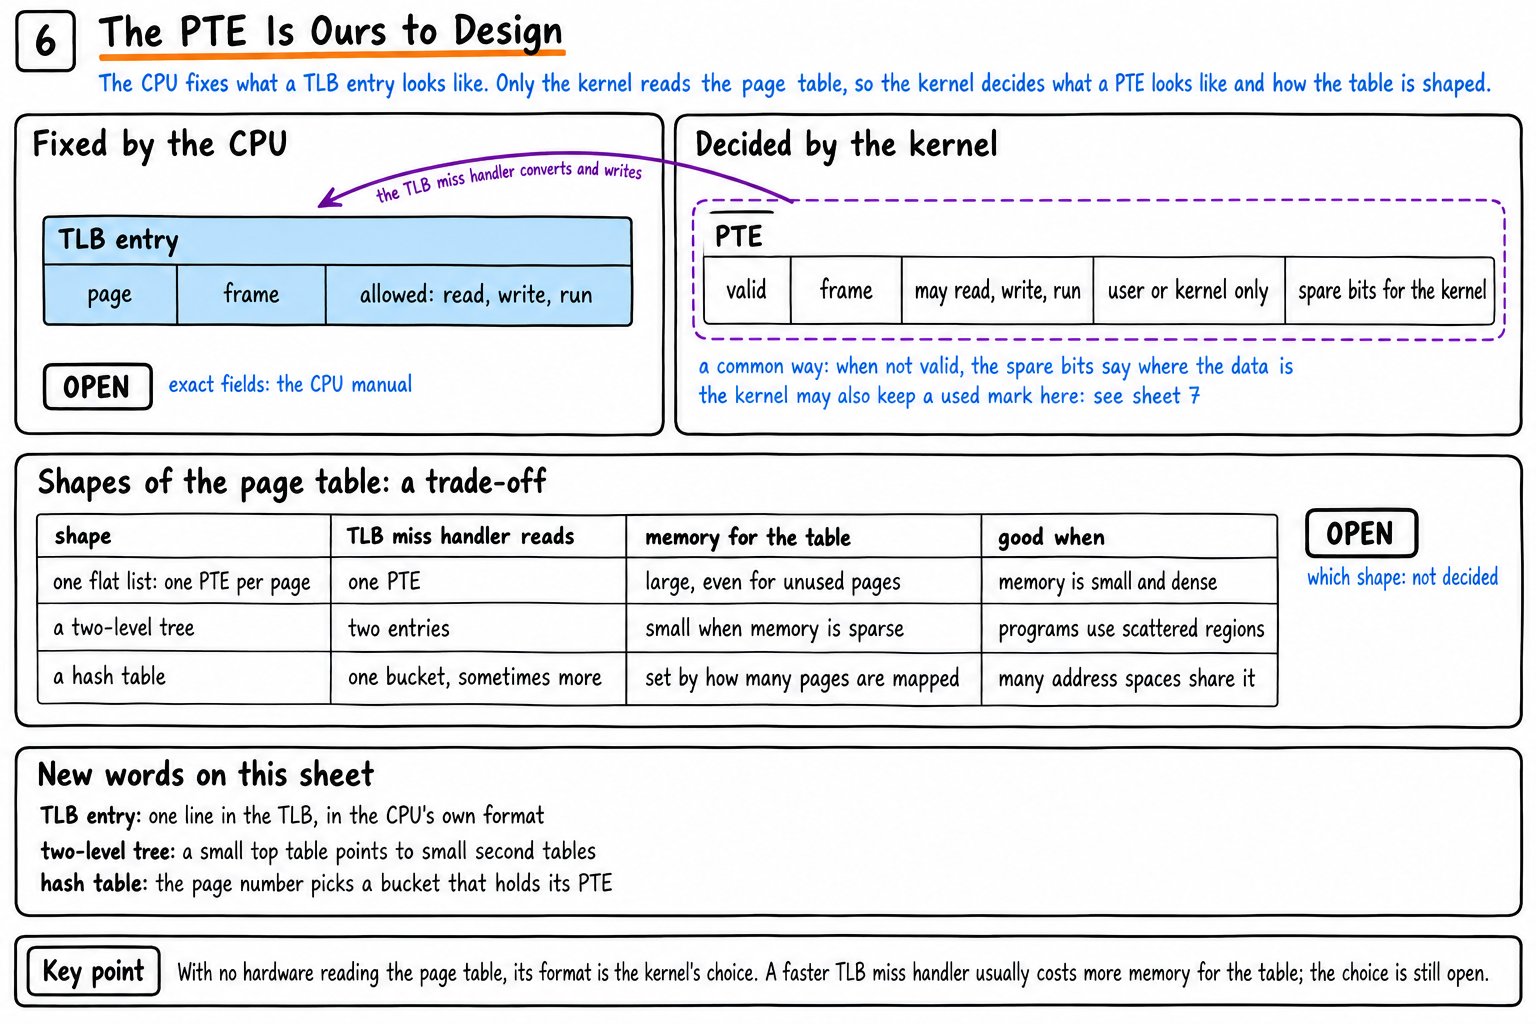 6
The PTE Is Ours to Design
The CPU fixes what a TLB entry looks like. Only the kernel reads the page table, so the kernel decides what a PTE looks like and how the table is shaped.
Fixed by the CPU
the TLB miss handler converts and writes
TLB entry
page
frame
allowed: read, write, run
OPEN
exact fields: the CPU manual
Decided by the kernel
PTE
valid
frame
may read, write, run
user or kernel only
spare bits for the kernel
a common way: when not valid, the spare bits say where the data is
the kernel may also keep a used mark here: see sheet 7
Shapes of the page table: a trade-off
shape
TLB miss handler reads
memory for the table
good when
one flat list: one PTE per page
one PTE
large, even for unused pages
memory is small and dense
a two-level tree
two entries
small when memory is sparse
programs use scattered regions
a hash table
one bucket, sometimes more
set by how many pages are mapped
many address spaces share it
OPEN
which shape: not decided
New words on this sheet
TLB entry: one line in the TLB, in the CPU's own format
two-level tree: a small top table points to small second tables
hash table: the page number picks a bucket that holds its PTE
Key point
With no hardware reading the page table, its format is the kernel's choice. A faster TLB miss handler usually costs more memory for the table; the choice is still open.